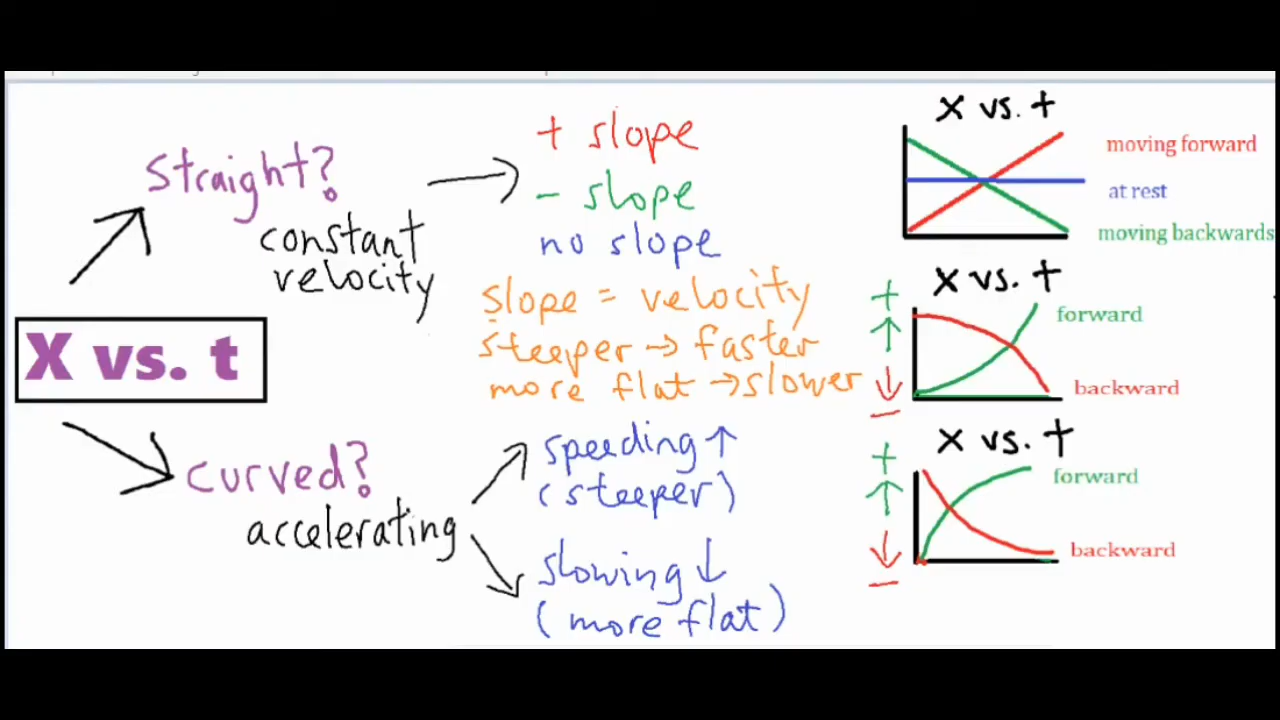 X vs. t
straight?
constant
velocity
+ slope
- slope
no slope
slope = velocity
steeper → faster
more flat → slower
curved?
accelerating
speeding ↑
(steeper)
slowing ↓
(more flat)
X vs. t
moving forward
at rest
moving backwards
X vs. t
+
↑
↓
-
forward
backward
X vs. t
+
↑
↓
-
forward
backward